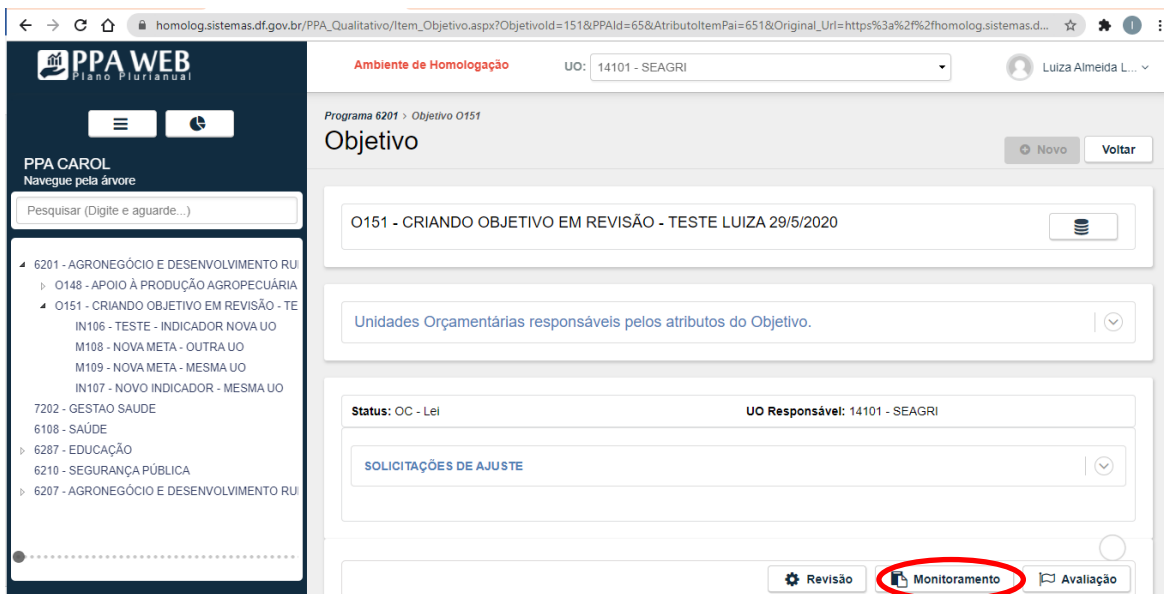 homolog.sistemas.df.gov.br/PPA_Qualitativo/Item_Objetivo.aspx?ObjetivoId=151&PPAId=65&AtributoItemPai=651&Original_Url=https%3a%2f%2fhomolog.sistemas.d...
I
PPA WEB
Plano Plurianual
Ambiente de Homologação
UO: 14101 - SEAGRI
Luiza Almeida L...
PPA CAROL
Navegue pela árvore
Pesquisar (Digite e aguarde...)
6201 - AGRONEGÓCIO E DESENVOLVIMENTO RU
O148 - APOIO À PRODUÇÃO AGROPECUÁRIA
O151 - CRIANDO OBJETIVO EM REVISÃO - TE
IN106 - TESTE - INDICADOR NOVA UO
M108 - NOVA META - OUTRA UO
M109 - NOVA META - MESMA UO
IN107 - NOVO INDICADOR - MESMA UO
7202 - GESTAO SAUDE
6108 - SAÚDE
6287 - EDUCAÇÃO
6210 - SEGURANÇA PÚBLICA
6207 - AGRONEGÓCIO E DESENVOLVIMENTO RU
Programa 6201 > Objetivo O151
Objetivo
Novo
Voltar
O151 - CRIANDO OBJETIVO EM REVISÃO - TESTE LUIZA 29/5/2020
Unidades Orçamentárias responsáveis pelos atributos do Objetivo.
Status: OC - Lei
UO Responsável: 14101 - SEAGRI
SOLICITAÇÕES DE AJUSTE
Revisão
Monitoramento
Avaliação